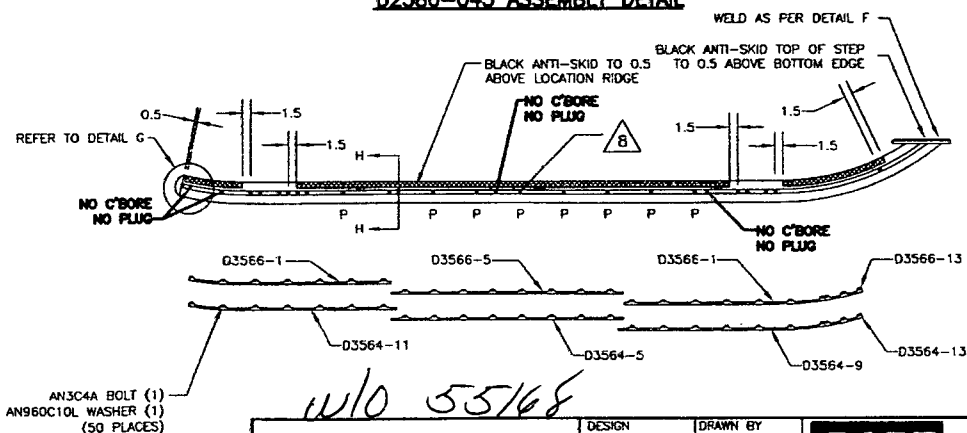 D2580-045 ASSEMBLY DETAIL
WELD AS PER DETAIL F
BLACK ANTI-SKID TOP OF STEP
TO 0.5 ABOVE BOTTOM EDGE
BLACK ANTI-SKID TO 0.5
ABOVE LOCATION RIDGE
NO C'BORE
NO PLUG
8
0.5
1.5
1.5
1.5
1.5
1.5
REFER TO DETAIL G
H
H
NO C'BORE
NO PLUG
P P P P P P P P
NO C'BORE
NO PLUG
D3566-1
D3566-5
D3566-1
D3566-13
D3564-11
D3564-5
D3564-9
D3564-13
AN3C4A BOLT (1)
AN960C10L WASHER (1)
(50 PLACES)
W/O 55168
DESIGN
DRAWN BY